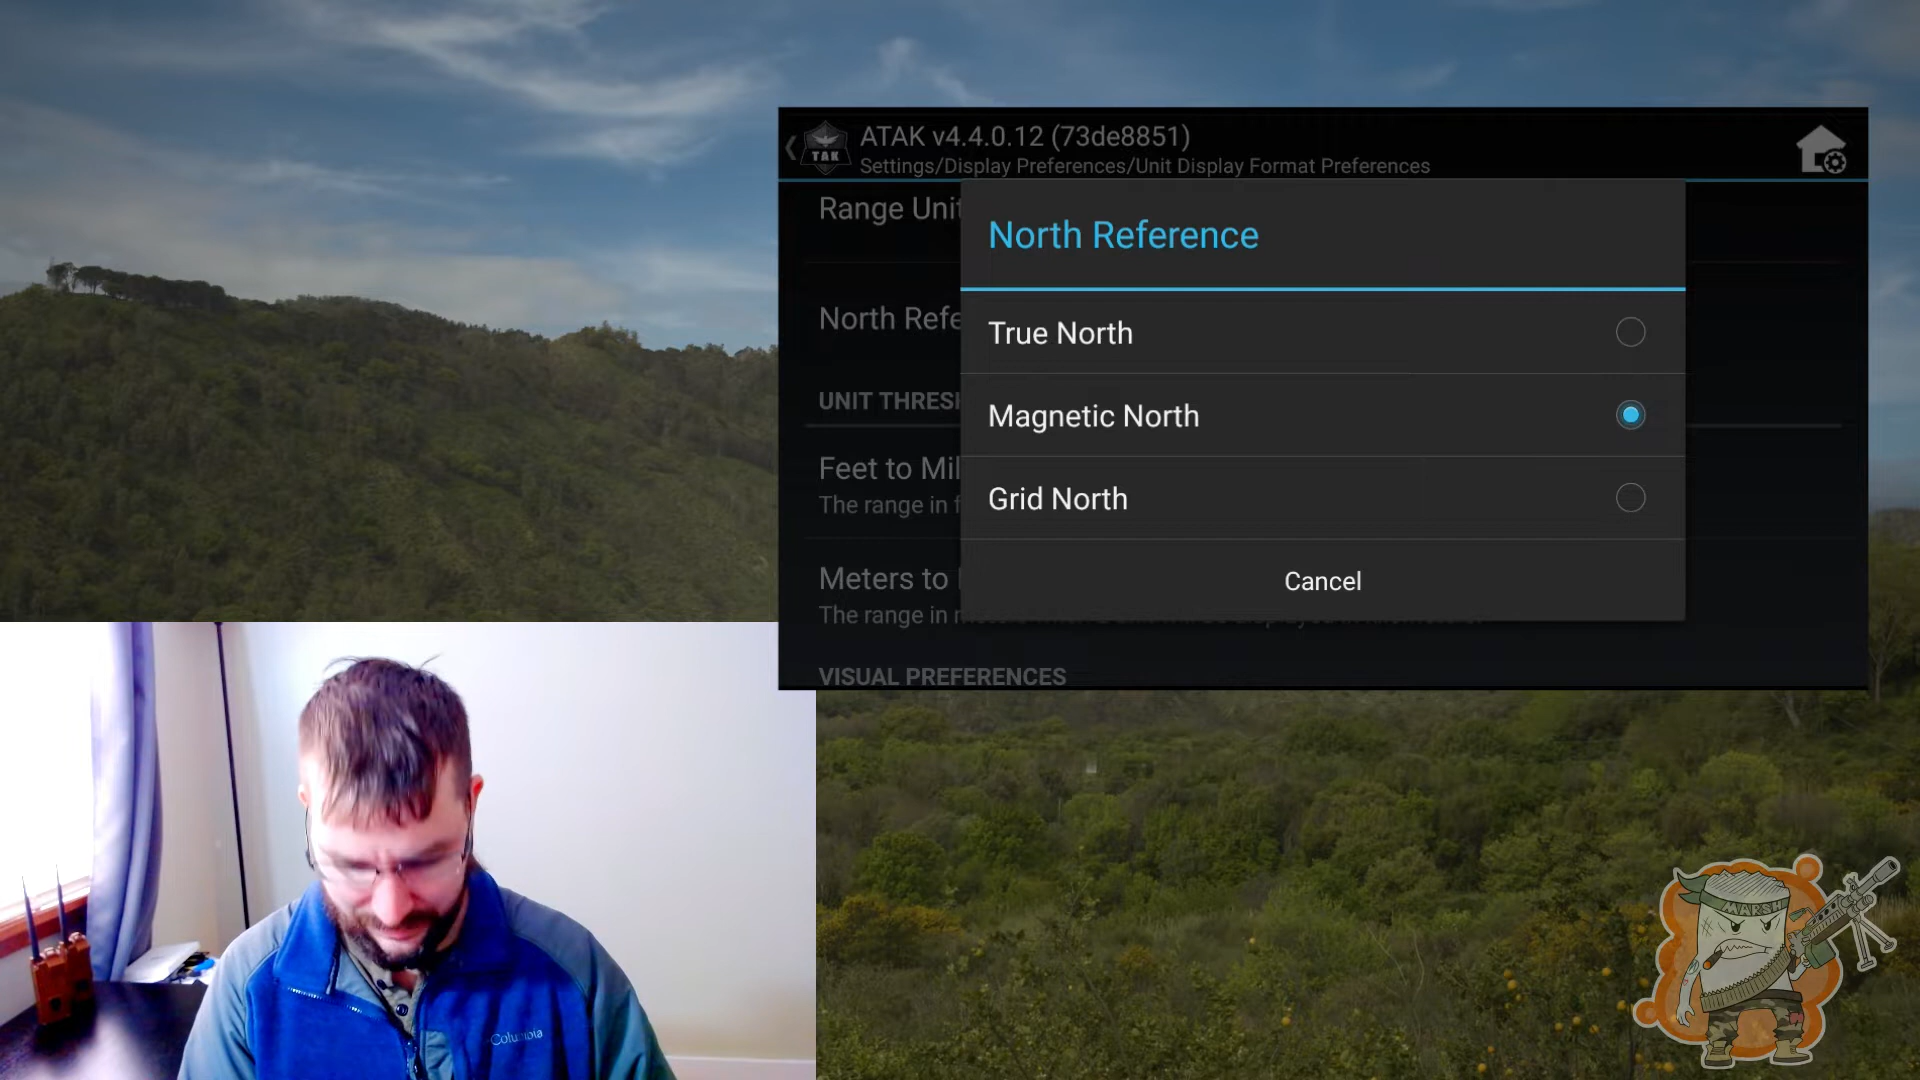 ATAK v4.4.0.12 (73de8851)
TAK
Settings/Display Preferences/Unit Display Format Preferences
Range Unit
North Reference
True North
North Refe
Magnetic North
UNIT THRESH
Feet to Mil
Grid North
The range in f
Meters to
Cancel
The range in
VISUAL PREFERENCES
MARSH
Columbia